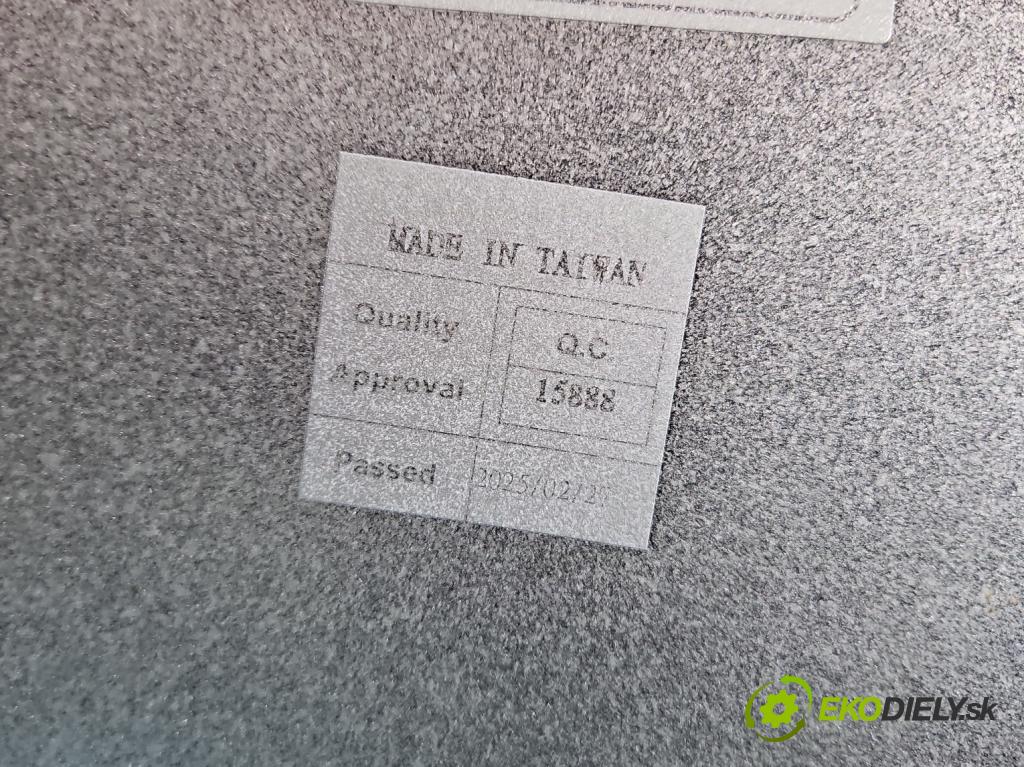 MADE IN TAIWAN
Quality
Approval
Q.C
15888
Passed
EKODIELY.sk